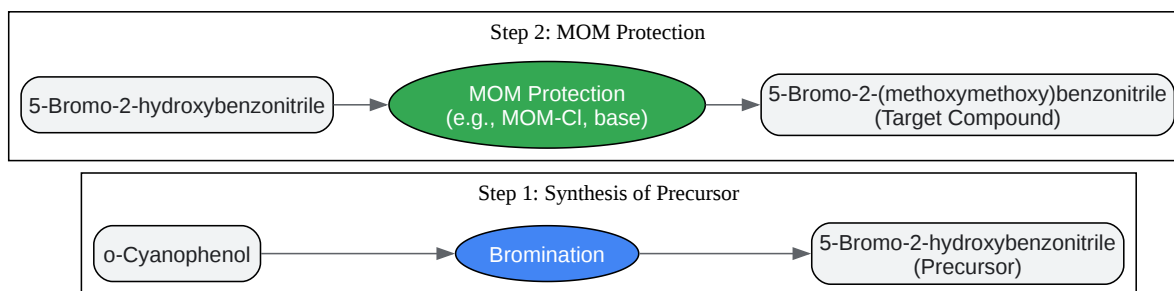 Step 2: MOM Protection
5-Bromo-2-hydroxybenzonitrile
MOM Protection
(e.g., MOM-Cl, base)
5-Bromo-2-(methoxymethoxy)benzonitrile
(Target Compound)
Step 1: Synthesis of Precursor
o-Cyanophenol
Bromination
5-Bromo-2-hydroxybenzonitrile
(Precursor)